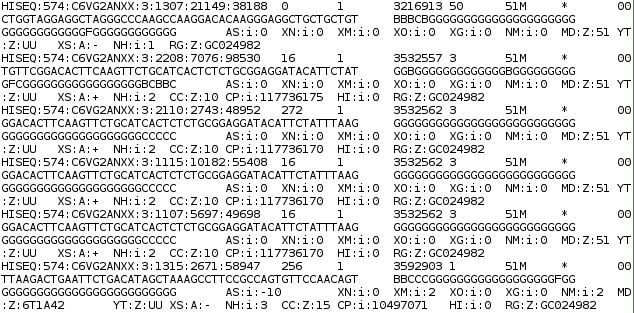 HISEQ:574:C6VG2ANXX:3:1307:21149:38188 0 1 3216913 50 51M * 00
CTGGTAGGAGGCTAGGGCCCAAGCCAAGGACACAAGGGAGGCTGCTGCTGT BBBCBGGGGGGGGGGGGGGGGGGG
GGGGGGGGGGGFGGGGGGGGGGGGGGG AS:i:0 XN:i:0 XM:i:0 XO:i:0 XG:i:0 NM:i:0 MD:Z:51 YT
:Z:UU XS:A:- NH:i:1 RG:Z:GC024982
HISEQ:574:C6VG2ANXX:3:2208:7076:98530 16 1 3532557 3 51M * 00
TGTTCGGACACTTCAAGTTCTGCATCACTCTCTGCGGAGGATACATTCTAT GGBGGGGGGGGGGGGGBGGGGGGGGG
GFCGGGGGGGGGGGGGGGGGGBCBBC AS:i:0 XN:i:0 XM:i:0 XO:i:0 XG:i:0 NM:i:0 MD:Z:51 YT
:Z:UU XS:A:+ NH:i:2 CC:Z:10 CP:i:117736175 HI:i:0 RG:Z:GC024982
HISEQ:574:C6VG2ANXX:3:2110:2743:48952 272 1 3532562 3 51M * 00
GGACACTTCAAGTTCTGCATCACTCTCTGCGGAGGATACATTCTATTTAAG GGGGGGGGGGGGGGGGGGGGGGGGG
GGGGGGGGGGGGGGGGGGGGGCCCCC AS:i:0 XN:i:0 XM:i:0 XO:i:0 XG:i:0 NM:i:0 MD:Z:51 YT
:Z:UU XS:A:+ NH:i:2 CC:Z:10 CP:i:117736170 HI:i:0 RG:Z:GC024982
HISEQ:574:C6VG2ANXX:3:1115:10182:55408 16 1 3532562 3 51M * 00
GGACACTTCAAGTTCTGCATCACTCTCTGCGGAGGATACATTCTATTTAAG GGGGGGGGGGGGGGGGGGGGGGGGG
GGGGGGGGGGGGGGGGGGGGGCCCCC AS:i:0 XN:i:0 XM:i:0 XO:i:0 XG:i:0 NM:i:0 MD:Z:51 YT
:Z:UU XS:A:+ NH:i:2 CC:Z:10 CP:i:117736170 HI:i:0 RG:Z:GC024982
HISEQ:574:C6VG2ANXX:3:1107:5697:49698 16 1 3532562 3 51M * 00
GGACACTTCAAGTTCTGCATCACTCTCTGCGGAGGATACATTCTATTTAAG GGGGGGGGGGGGGGGGGGGGGGGGG
GGGGGGGGGGGGGGGGGGGGGCCCCC AS:i:0 XN:i:0 XM:i:0 XO:i:0 XG:i:0 NM:i:0 MD:Z:51 YT
:Z:UU XS:A:+ NH:i:2 CC:Z:10 CP:i:117736170 HI:i:0 RG:Z:GC024982
HISEQ:574:C6VG2ANXX:3:1315:2671:58947 256 1 3592903 1 51M * 00
TTAAGACTGAATTCTGACATAGCTAAAGCCTTCCGCCAGTGTTCCAACAGT BBCCCGGGGGGGGGGGGGGGGGGFGG
GGGGGGGGGGGGGGGGGGGGGGGGGG AS:i:-10 XN:i:0 XM:i:2 XO:i:0 XG:i:0 NM:i:2 MD
:Z:6T1A42 YT:Z:UU XS:A:- NH:i:3 CC:Z:15 CP:i:10497071 HI:i:0 RG:Z:GC024982